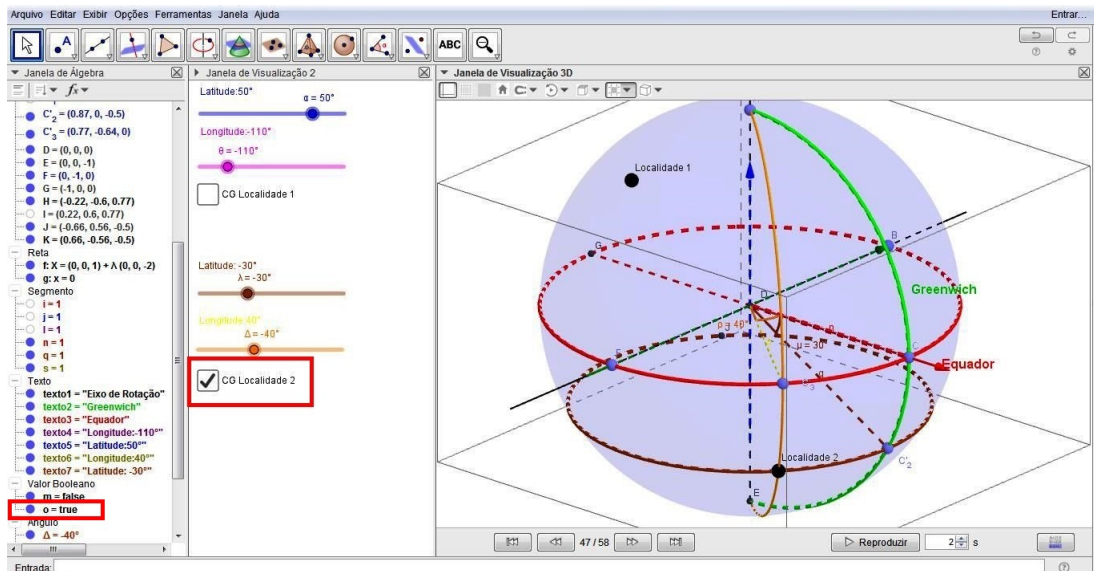 Arquivo Editar Exibir Opções Ferramentas Janela Ajuda
Entrar...
A
ABC
Janela de Álgebra
Janela de Visualização 2
Janela de Visualização 3D
C'₂ = (0.87, 0, -0.5)
C'₃ = (0.77, -0.64, 0)
D = (0, 0, 0)
E = (0, 0, -1)
F = (0, -1, 0)
G = (-1, 0, 0)
H = (-0.22, -0.6, 0.77)
I = (0.22, 0.6, 0.77)
J = (-0.66, 0.56, -0.5)
K = (0.66, -0.56, -0.5)
Reta
f: X = (0, 0, 1) + λ (0, 0, -2)
g: x = 0
Segmento
i = 1
j = 1
l = 1
n = 1
q = 1
s = 1
Texto
texto1 = "Eixo de Rotação"
texto2 = "Greenwich"
texto3 = "Equador"
texto4 = "Longitude:-110°"
texto5 = "Latitude:50°"
texto6 = "Longitude:40°"
texto7 = "Latitude: -30°"
Valor Booleano
m = false
o = true
Ângulo
Δ = -40°
Latitude:50°
α = 50°
Longitude:-110°
θ = -110°
CG Localidade 1
Latitude: -30°
λ = -30°
Longitude:40°
Δ = -40°
CG Localidade 2
Localidade 1
B
G
Greenwich
D
ρ = 40°
J
n
μ = 30°
C
F
Equador
q
Localidade 2
C'₂
E
47 / 58
Reproduzir
2
s
Entrada: